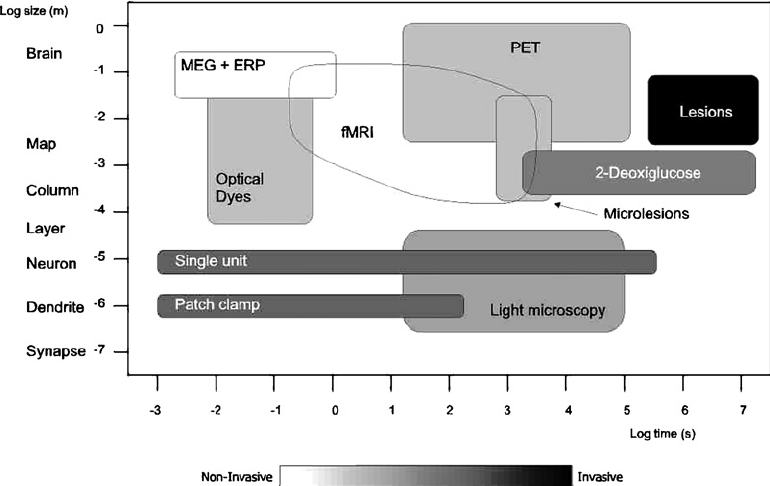 Log size (m)
0
Brain
-1
MEG + ERP
PET
Lesions
-2
fMRI
Map
-3
Optical
Dyes
2-Deoxiglucose
Column
-4
Microlesions
Layer
Neuron
-5
Single unit
Dendrite
-6
Patch clamp
Light microscopy
Synapse
-7
-3 -2 -1 0 1 2 3 4 5 6 7
Log time (s)
Non-Invasive
Invasive